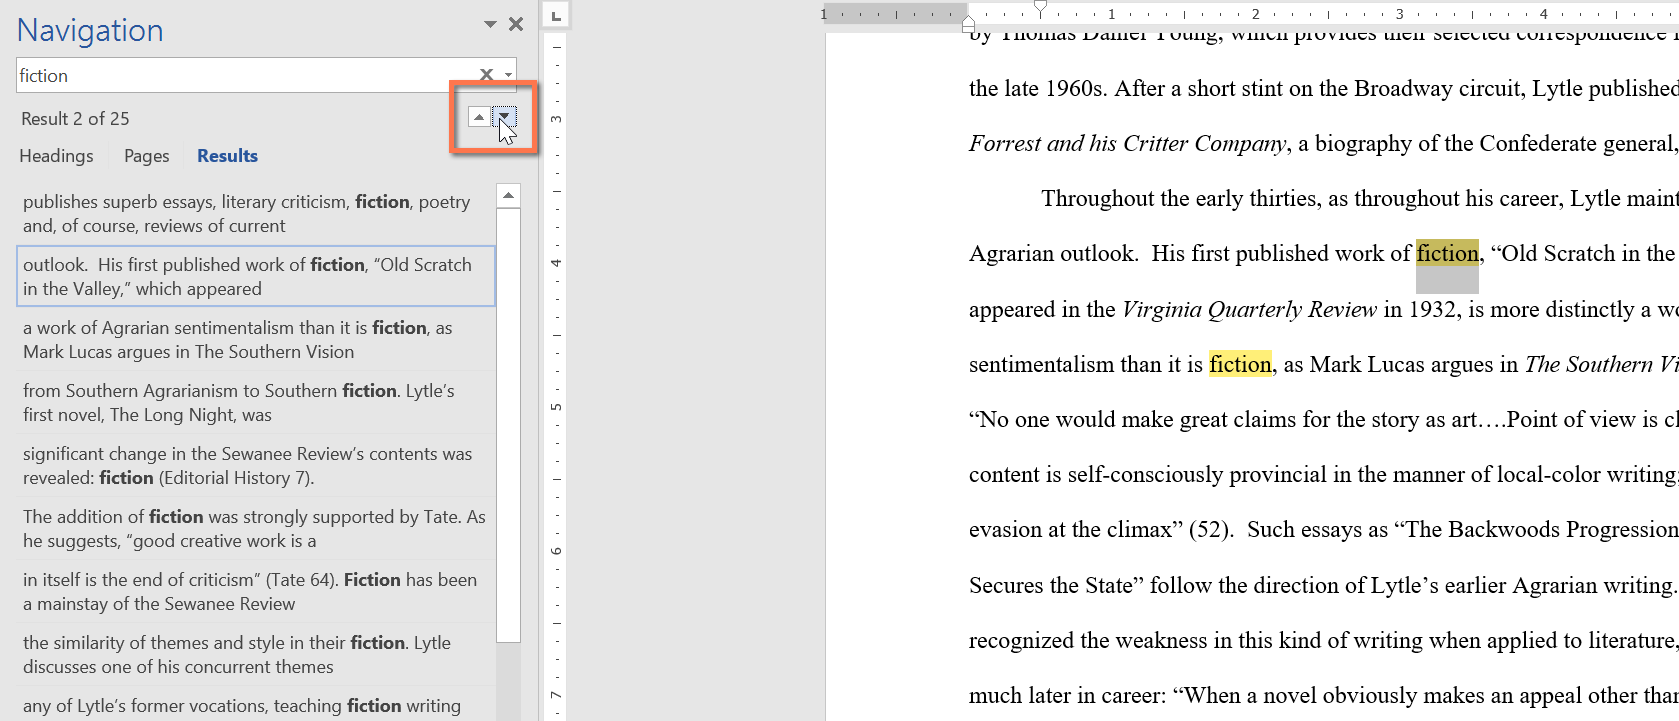 Navigation
fiction
Result 2 of 25
Headings Pages Results
publishes superb essays, literary criticism, fiction, poetry
and, of course, reviews of current
outlook.  His first published work of fiction, “Old Scratch
in the Valley,” which appeared
a work of Agrarian sentimentalism than it is fiction, as
Mark Lucas argues in The Southern Vision
from Southern Agrarianism to Southern fiction. Lytle’s
first novel, The Long Night, was
significant change in the Sewanee Review’s contents was
revealed: fiction (Editorial History 7).
The addition of fiction was strongly supported by Tate. As
he suggests, “good creative work is a
in itself is the end of criticism” (Tate 64). Fiction has been
a mainstay of the Sewanee Review
the similarity of themes and style in their fiction. Lytle
discusses one of his concurrent themes
any of Lytle’s former vocations, teaching fiction writing
3
4
5
6
7
1 1 2 3 4
by Thomas Daniel Young, which provides their selected correspondence
the late 1960s. After a short stint on the Broadway circuit, Lytle published
Forrest and his Critter Company, a biography of the Confederate general,
Throughout the early thirties, as throughout his career, Lytle maint
Agrarian outlook.  His first published work of fiction, “Old Scratch in the
appeared in the Virginia Quarterly Review in 1932, is more distinctly a wo
sentimentalism than it is fiction, as Mark Lucas argues in The Southern Vi
“No one would make great claims for the story as art….Point of view is cl
content is self-consciously provincial in the manner of local-color writing;
evasion at the climax” (52).  Such essays as “The Backwoods Progression
Secures the State” follow the direction of Lytle’s earlier Agrarian writing.
recognized the weakness in this kind of writing when applied to literature,
much later in career: “When a novel obviously makes an appeal other than